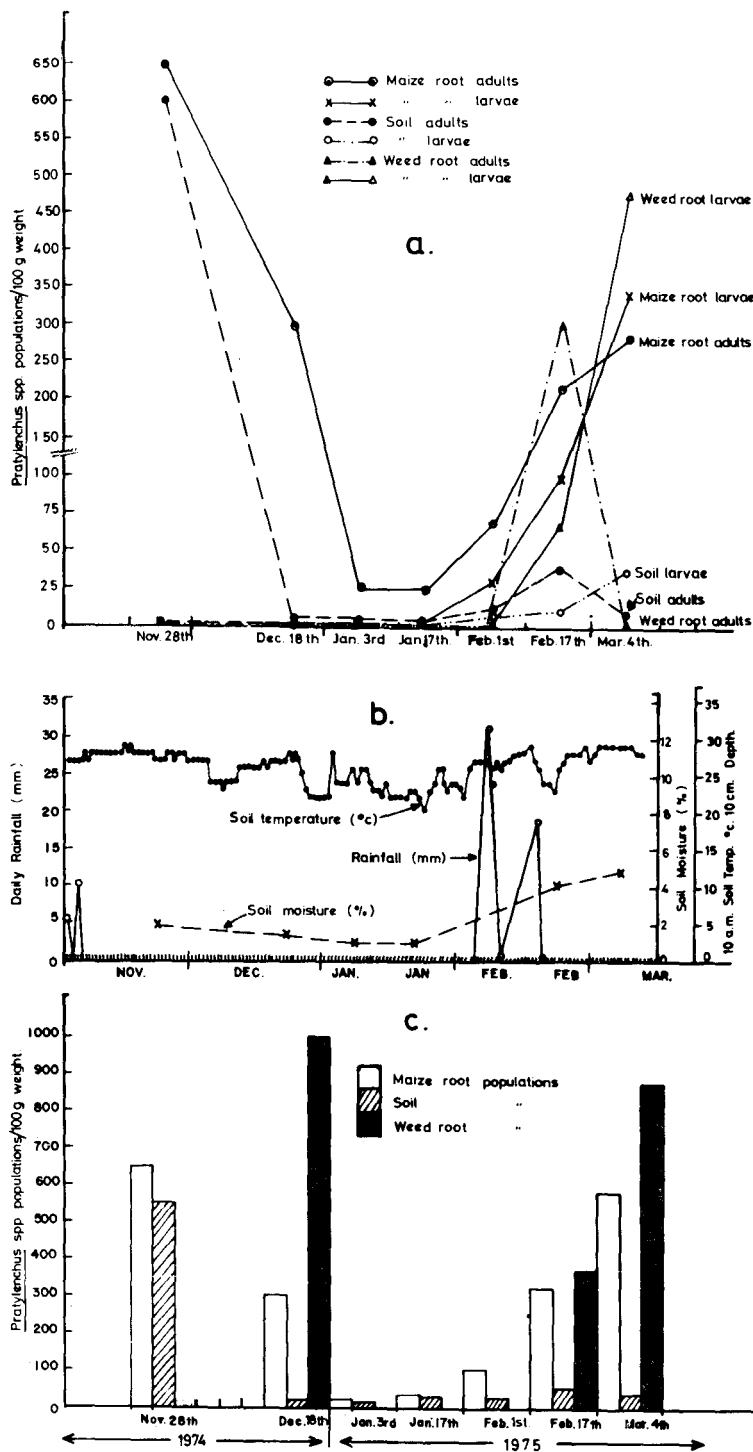 650
600
550
500
450
400
350
300
250
200
150
100
75
50
25
0
Pratylenchus spp. populations/100 g weight
Maize root adults
" " larvae
Soil adults
" larvae
Weed root adults
" " larvae
a.
Weed root larvae
Maize root larvae
Maize root adults
Soil larvae
Soil adults
Weed root adults
Nov. 28th
Dec. 18th
Jan. 3rd
Jan. 17th
Feb. 1st
Feb. 17th
Mar. 4th.
b.
35
30
25
20
15
10
5
0
Daily Rainfall (mm)
Soil temperature (°c)
Rainfall (mm)
Soil moisture (%)
12
10
8
6
4
2
0
Soil Moisture (%)
35
30
25
20
15
10
5
0
10 a.m. Soil Temp. °c. 10 cm. Depth.
NOV.
DEC.
JAN.
JAN
FEB.
FEB
MAR.
c.
1000
900
800
700
600
500
400
300
200
100
0
Pratylenchus spp populations/100g weight
Maize root populations
Soil "
Weed root "
Nov. 28th
Dec. 18th
Jan. 3rd
Jan. 17th
Feb. 1st.
Feb. 17th
Mar. 4th
1974
1975